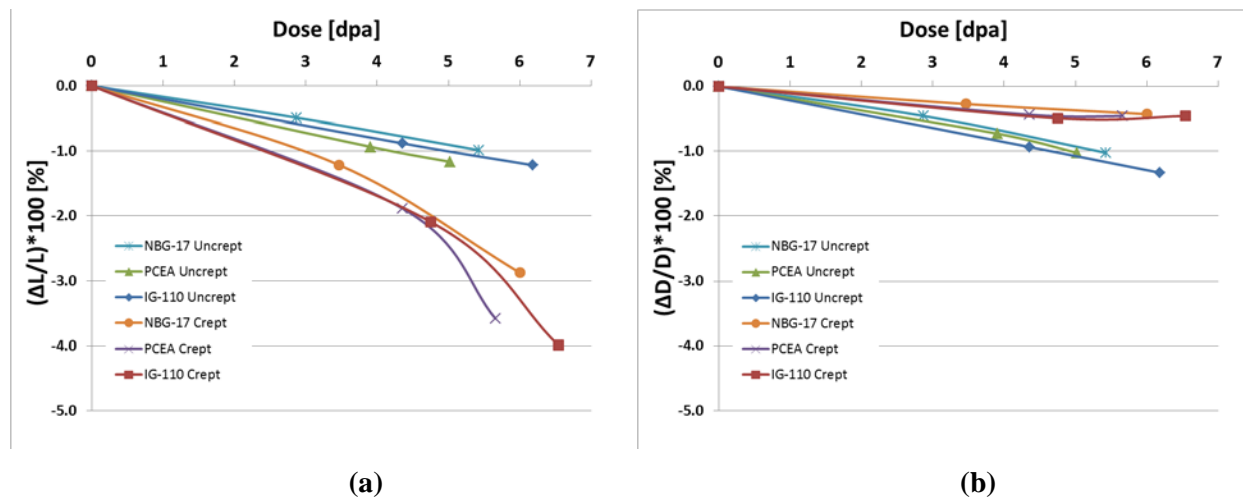 Dose [dpa]
0 1 2 3 4 5 6 7
0.0
-1.0
-2.0
-3.0
-4.0
-5.0
(ΔL/L)*100 [%]
NBG-17 Uncrept
PCEA Uncrept
IG-110 Uncrept
NBG-17 Crept
PCEA Crept
IG-110 Crept
(a)
Dose [dpa]
0 1 2 3 4 5 6 7
0.0
-1.0
-2.0
-3.0
-4.0
-5.0
(ΔD/D)*100 [%]
NBG-17 Uncrept
PCEA Uncrept
IG-110 Uncrept
NBG-17 Crept
PCEA Crept
IG-110 Crept
(b)